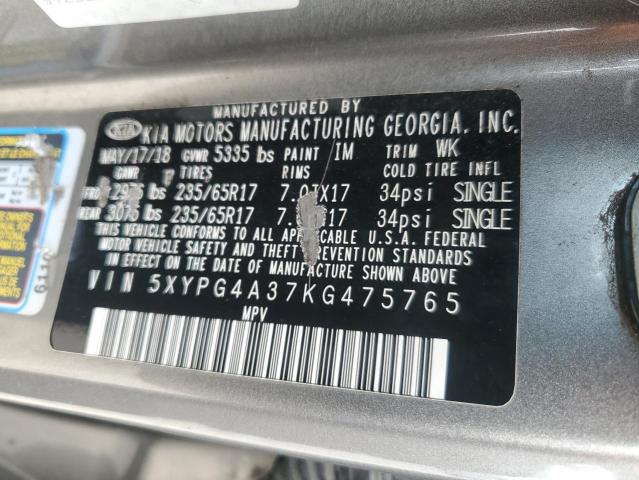 MANUFACTURED BY
KIA KIA MOTORS MANUFACTURING GEORGIA, INC.
MAY/17/18 GVWR 5335 lbs PAINT IM TRIM WK
GAWR TIRES RIMS COLD TIRE INFL
FRO lbs 235/65R17 7.0JX17 34psi SINGLE
REAR 3075 lbs 235/65R17 34psi SINGLE
THIS VEHICLE CONFORMS TO ALL APPLICABLE U.S.A. FEDERAL
MOTOR VEHICLE SAFETY AND THEFT PREVENTION STANDARDS
IN EFFECT ON THE DATE OF MANUFACTURE SHOWN ABOVE.
VIN 5XYPG4A37KG475765
MPV